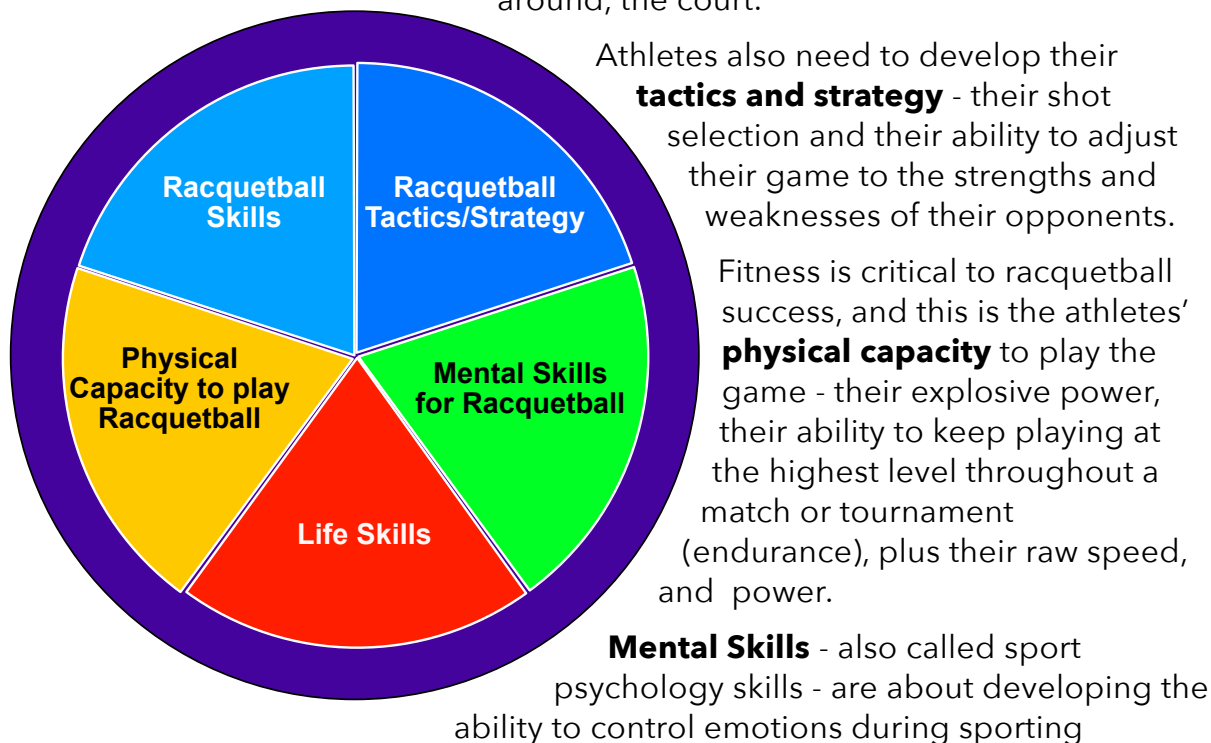 around, the court.
Athletes also need to develop their
tactics and strategy - their shot
selection and their ability to adjust
their game to the strengths and
weaknesses of their opponents.
Fitness is critical to racquetball
success, and this is the athletes’
physical capacity to play the
game - their explosive power,
their ability to keep playing at
the highest level throughout a
match or tournament
(endurance), plus their raw speed,
and power.
Mental Skills - also called sport
psychology skills - are about developing the
ability to control emotions during sporting
Racquetball
Skills
Racquetball
Tactics/Strategy
Physical
Capacity to play
Racquetball
Mental Skills
for Racquetball
Life Skills